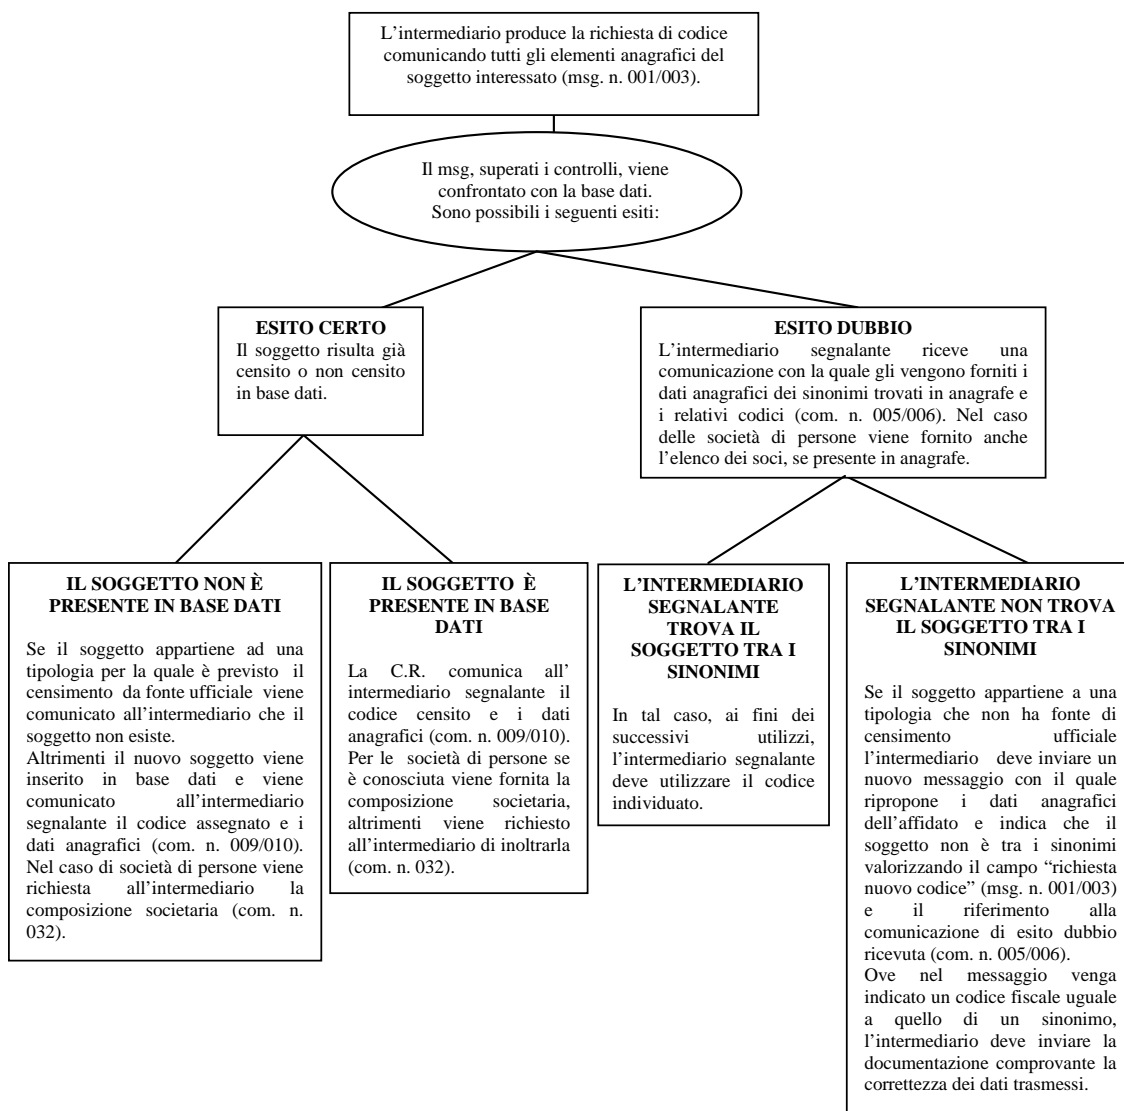 L’intermediario produce la richiesta di codice
comunicando tutti gli elementi anagrafici del
soggetto interessato (msg. n. 001/003).
Il msg, superati i controlli, viene
confrontato con la base dati.
Sono possibili i seguenti esiti:
ESITO CERTO
Il soggetto risulta già
censito o non censito
in base dati.
ESITO DUBBIO
L’intermediario segnalante riceve una
comunicazione con la quale gli vengono forniti i
dati anagrafici dei sinonimi trovati in anagrafe e
i relativi codici (com. n. 005/006). Nel caso
delle società di persone viene fornito anche
l’elenco dei soci, se presente in anagrafe.
IL SOGGETTO NON È
PRESENTE IN BASE DATI
Se il soggetto appartiene ad una
tipologia per la quale è previsto il
censimento da fonte ufficiale viene
comunicato all’intermediario che il
soggetto non esiste.
Altrimenti il nuovo soggetto viene
inserito in base dati e viene
comunicato all’intermediario
segnalante il codice assegnato e i
dati anagrafici (com. n. 009/010).
Nel caso di società di persone viene
richiesta all’intermediario la
composizione societaria (com. n.
032).
IL SOGGETTO È
PRESENTE IN BASE
DATI
La C.R. comunica all’
intermediario segnalante il
codice censito e i dati
anagrafici (com. n. 009/010).
Per le società di persone se
è conosciuta viene fornita la
composizione societaria,
altrimenti viene richiesto
all’intermediario di inoltrarla
(com. n. 032).
L’INTERMEDIARIO
SEGNALANTE
TROVA IL
SOGGETTO TRA I
SINONIMI
In tal caso, ai fini dei
successivi utilizzi,
l’intermediario segnalante
deve utilizzare il codice
individuato.
L’INTERMEDIARIO
SEGNALANTE NON TROVA
IL SOGGETTO TRA I
SINONIMI
Se il soggetto appartiene a una
tipologia che non ha fonte di
censimento ufficiale
l’intermediario deve inviare un
nuovo messaggio con il quale
ripropone i dati anagrafici
dell’affidato e indica che il
soggetto non è tra i sinonimi
valorizzando il campo “richiesta
nuovo codice” (msg. n. 001/003)
e il riferimento alla
comunicazione di esito dubbio
ricevuta (com. n. 005/006).
Ove nel messaggio venga
indicato un codice fiscale uguale
a quello di un sinonimo,
l’intermediario deve inviare la
documentazione comprovante la
correttezza dei dati trasmessi.